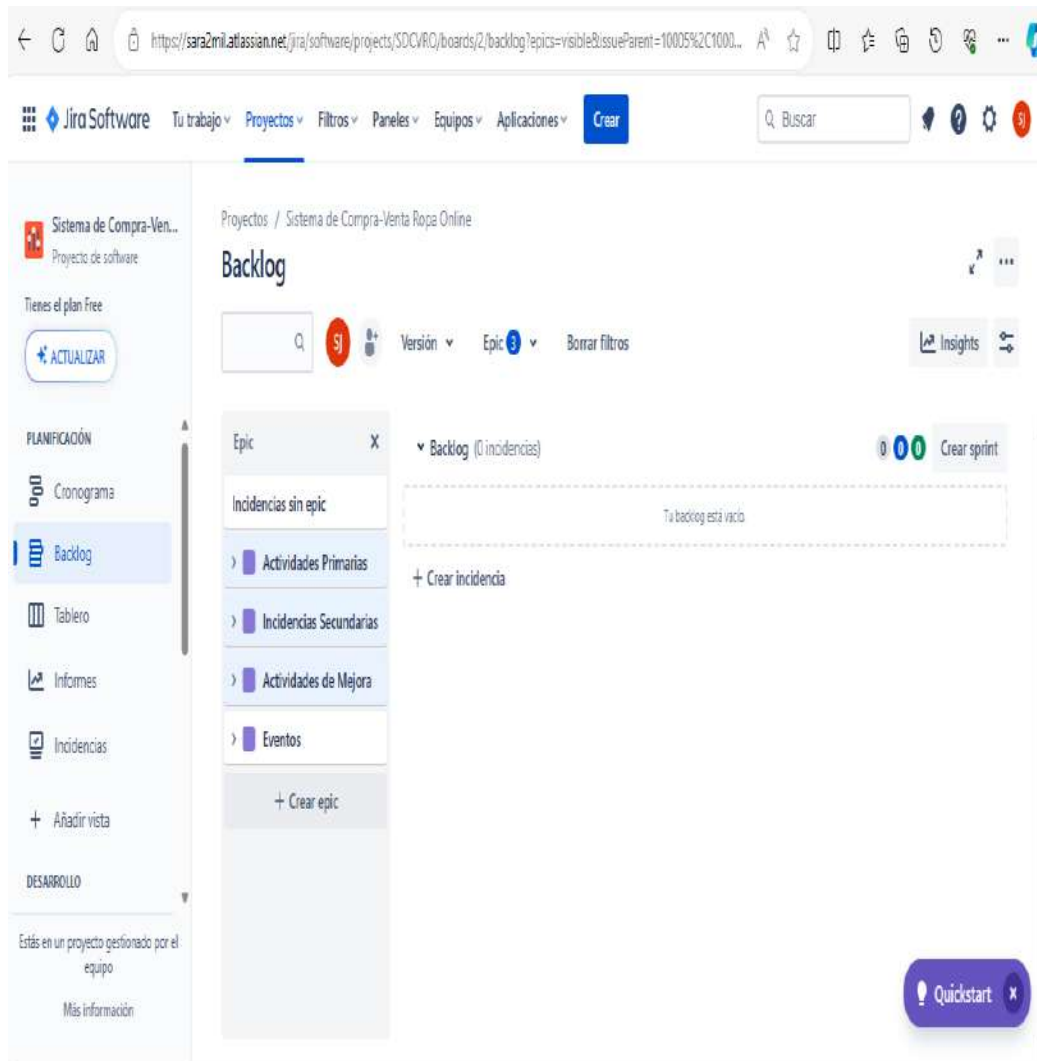 https://sara2mil.atlassian.net/jira/software/projects/SDCVRO/boards/2/backlog?epics=visible&issueParent=10005%2C1000...
Jira Software Tu trabajo Proyectos Filtros Paneles Equipos Aplicaciones Crear Buscar SJ
Sistema de Compra-Ven...
Proyecto de software
Tienes el plan Free
ACTUALIZAR
PLANIFICACIÓN
Cronograma
Backlog
Tablero
Informes
Incidencias
+ Añadir vista
DESARROLLO
Estás en un proyecto gestionado por el
equipo
Más información
Proyectos / Sistema de Compra-Venta Ropa Online
Backlog
SJ Versión Epic 3 Borrar filtros Insights
Epic X
Incidencias sin epic
Actividades Primarias
Incidencias Secundarias
Actividades de Mejora
Eventos
+ Crear epic
Backlog (0 incidencias) 0 0 0 Crear sprint
Tu backlog está vacío.
+ Crear incidencia
Quickstart x